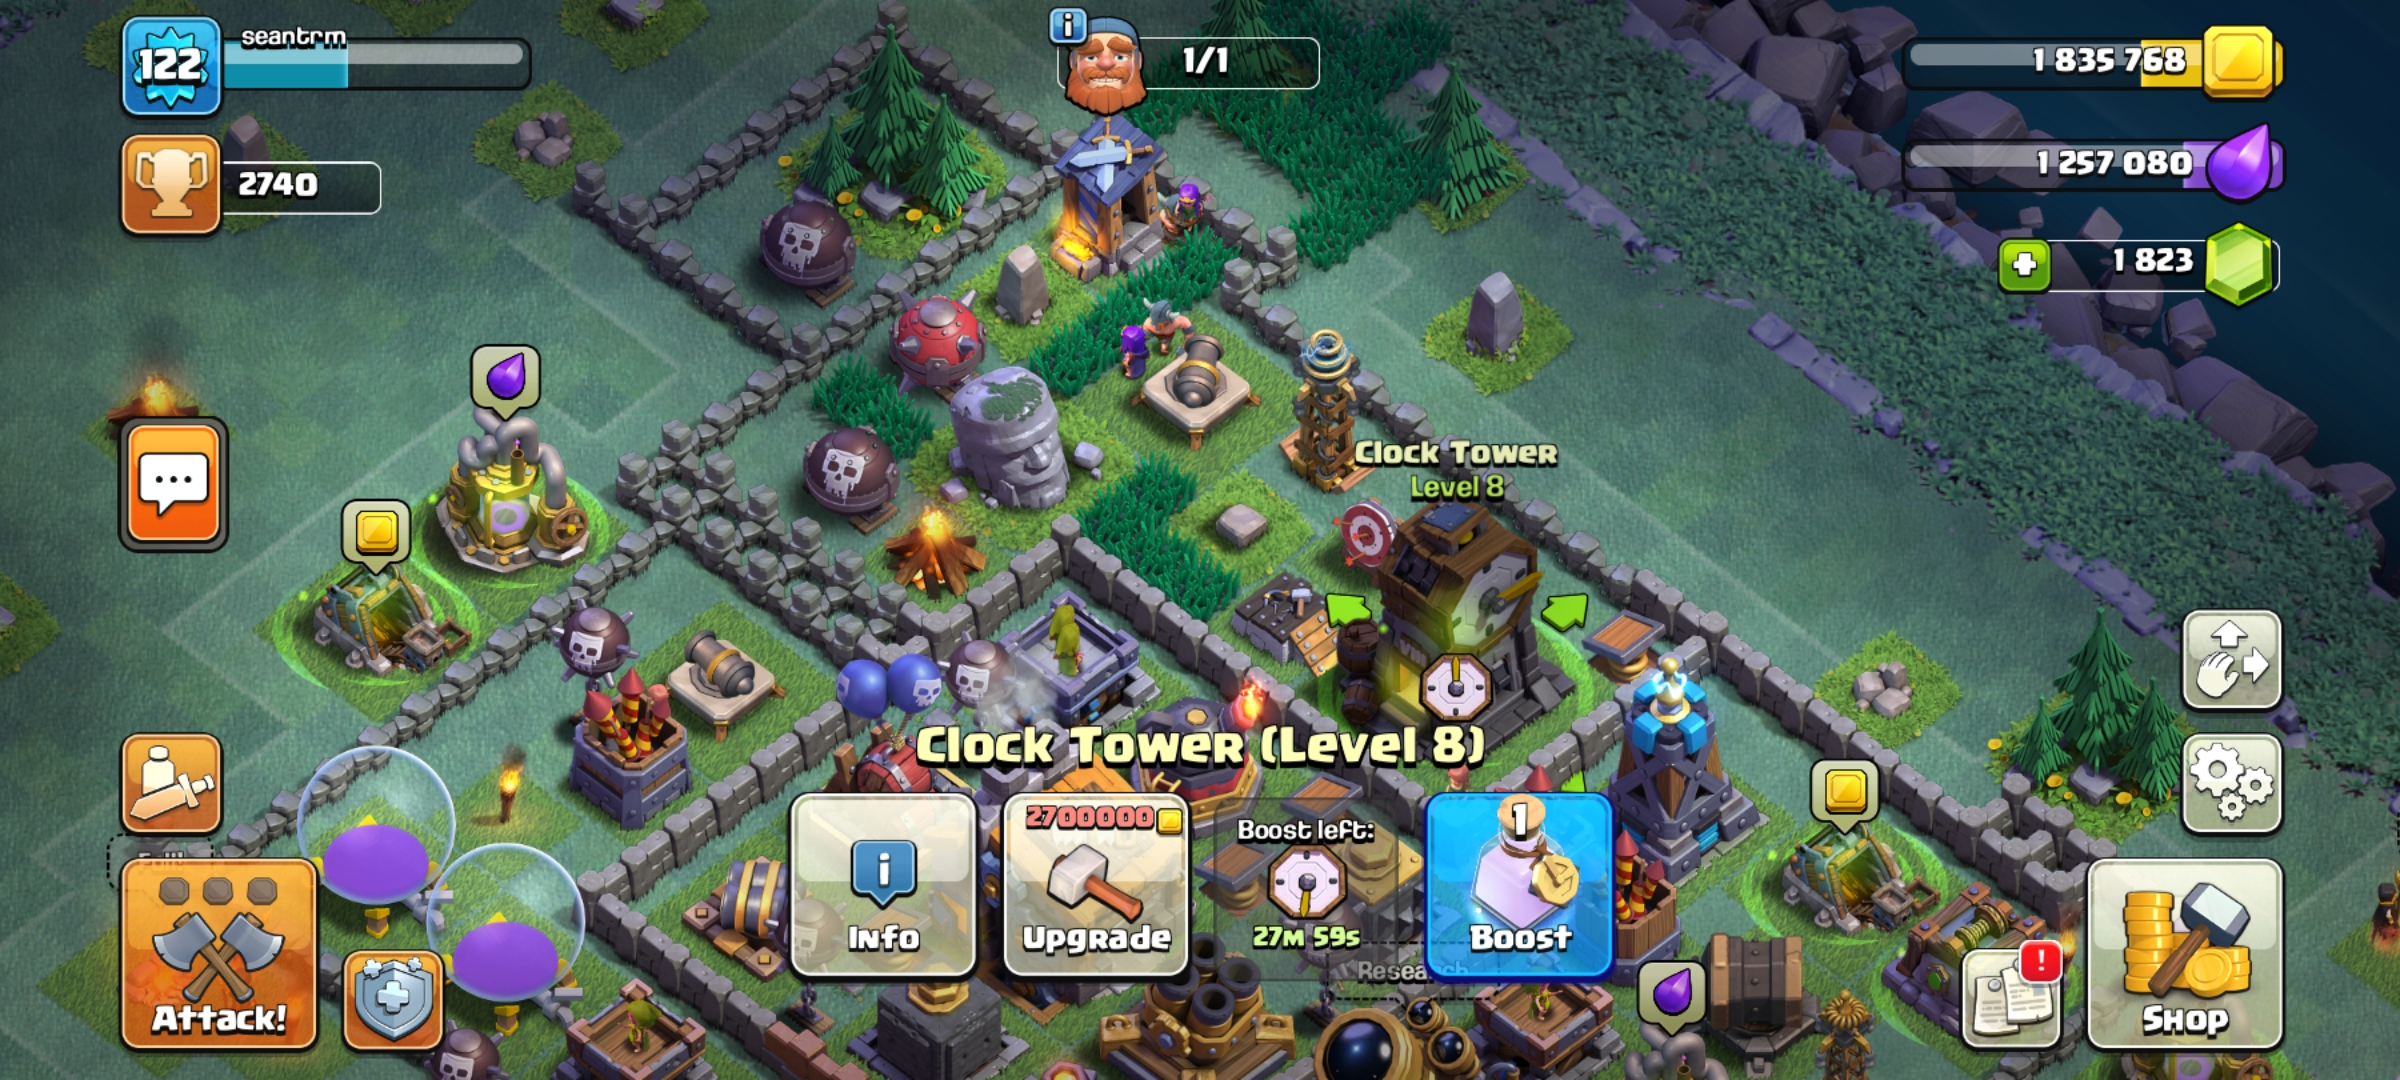 122
seantrm
1/1
1 835 768
2740
1 257 080
1 823
Clock Tower
Level 8
Clock Tower (Level 8)
2700000
Boost left:
1
Info
Upgrade
27m 59s
Boost
Full!
Attack!
!
Shop